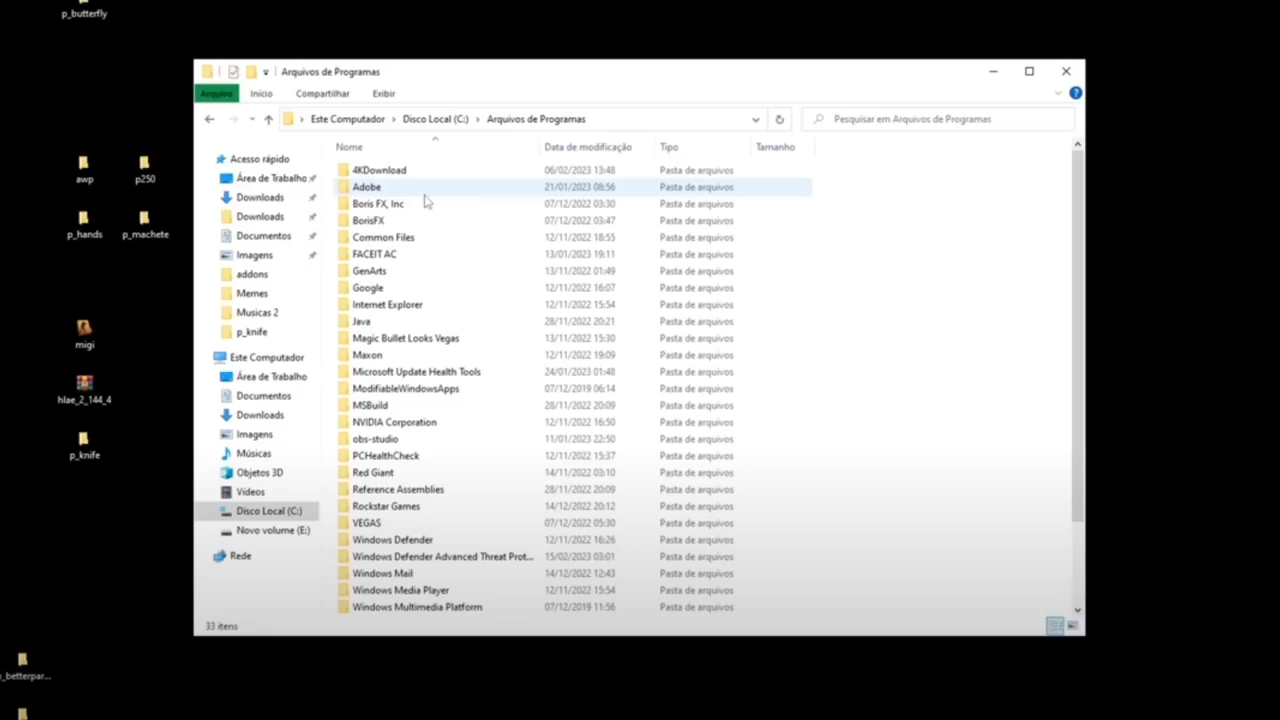 p_butterfly
Arquivos de Programas
Arquivo Início Compartilhar Exibir
Este Computador Disco Local (C:) Arquivos de Programas
Pesquisar em Arquivos de Programas
Nome Data de modificação Tipo Tamanho
awp p250
p_hands p_machete
migi
hlae_2_144_4
p_knife
Acesso rápido
Área de Trabalho
Downloads
Downloads
Documentos
Imagens
addons
Memes
Musicas 2
p_knife
Este Computador
Área de Trabalho
Documentos
Downloads
Imagens
Músicas
Objetos 3D
Vídeos
Disco Local (C:)
Novo volume (E:)
Rede
4KDownload 06/02/2023 13:48 Pasta de arquivos
Adobe 21/01/2023 08:56 Pasta de arquivos
Boris FX, Inc 07/12/2022 03:30 Pasta de arquivos
BorisFX 07/12/2022 03:47 Pasta de arquivos
Common Files 12/11/2022 18:55 Pasta de arquivos
FACEIT AC 13/01/2023 19:11 Pasta de arquivos
GenArts 13/11/2022 01:49 Pasta de arquivos
Google 12/11/2022 16:07 Pasta de arquivos
Internet Explorer 12/11/2022 15:54 Pasta de arquivos
Java 28/11/2022 20:21 Pasta de arquivos
Magic Bullet Looks Vegas 13/11/2022 15:30 Pasta de arquivos
Maxon 12/11/2022 19:09 Pasta de arquivos
Microsoft Update Health Tools 24/01/2023 01:48 Pasta de arquivos
ModifiableWindowsApps 07/12/2019 06:14 Pasta de arquivos
MSBuild 28/11/2022 20:09 Pasta de arquivos
NVIDIA Corporation 12/11/2022 16:50 Pasta de arquivos
obs-studio 11/01/2023 22:50 Pasta de arquivos
PCHealthCheck 12/11/2022 15:37 Pasta de arquivos
Red Giant 14/11/2022 03:10 Pasta de arquivos
Reference Assemblies 28/11/2022 20:09 Pasta de arquivos
Rockstar Games 14/12/2022 20:12 Pasta de arquivos
VEGAS 07/12/2022 05:30 Pasta de arquivos
Windows Defender 12/11/2022 16:26 Pasta de arquivos
Windows Defender Advanced Threat Prot... 15/02/2023 03:01 Pasta de arquivos
Windows Mail 14/12/2022 12:43 Pasta de arquivos
Windows Media Player 12/11/2022 15:54 Pasta de arquivos
Windows Multimedia Platform 07/12/2019 11:56 Pasta de arquivos
33 itens
_betterpar...